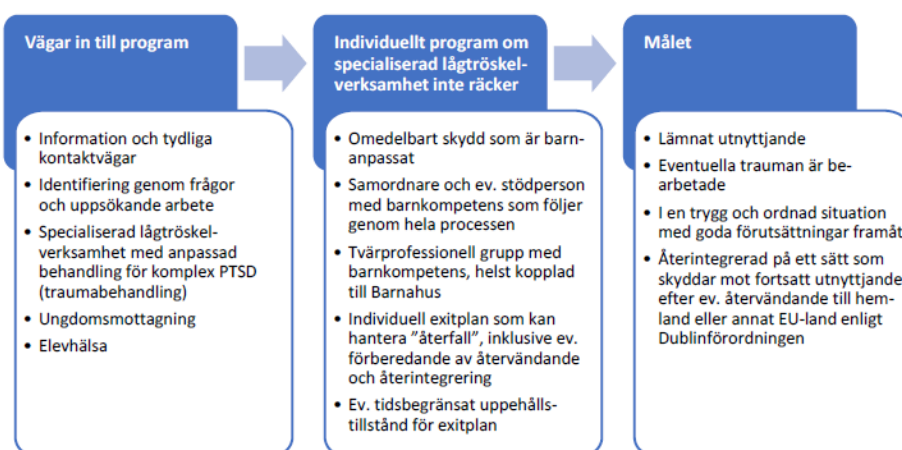 Vägar in till program
• Information och tydliga
kontaktvägar
• Identifiering genom frågor
och uppsökande arbete
• Specialiserad lågtröskel-
verksamhet med anpassad
behandling för komplex PTSD
(traumabehandling)
• Ungdomsmottagning
• Elevhälsa
Individuellt program om
specialiserad lågtröskel-
verksamhet inte räcker
• Omedelbart skydd som är barn-
anpassat
• Samordnare och ev. stödperson
med barnkompetens som följer
genom hela processen
• Tvärprofessionell grupp med
barnkompetens, helst kopplad
till Barnahus
• Individuell exitplan som kan
hantera ”återfall”, inklusive ev.
förberedande av återvändande
och återintegrering
• Ev. tidsbegränsat uppehålls-
tillstånd för exitplan
Målet
• Lämnat utnyttjande
• Eventuella trauman är be-
arbetade
• I en trygg och ordnad situation
med goda förutsättningar framåt
• Återintegrerad på ett sätt som
skyddar mot fortsatt utnyttjande
efter ev. återvändande till hem-
land eller annat EU-land enligt
Dublinförordningen